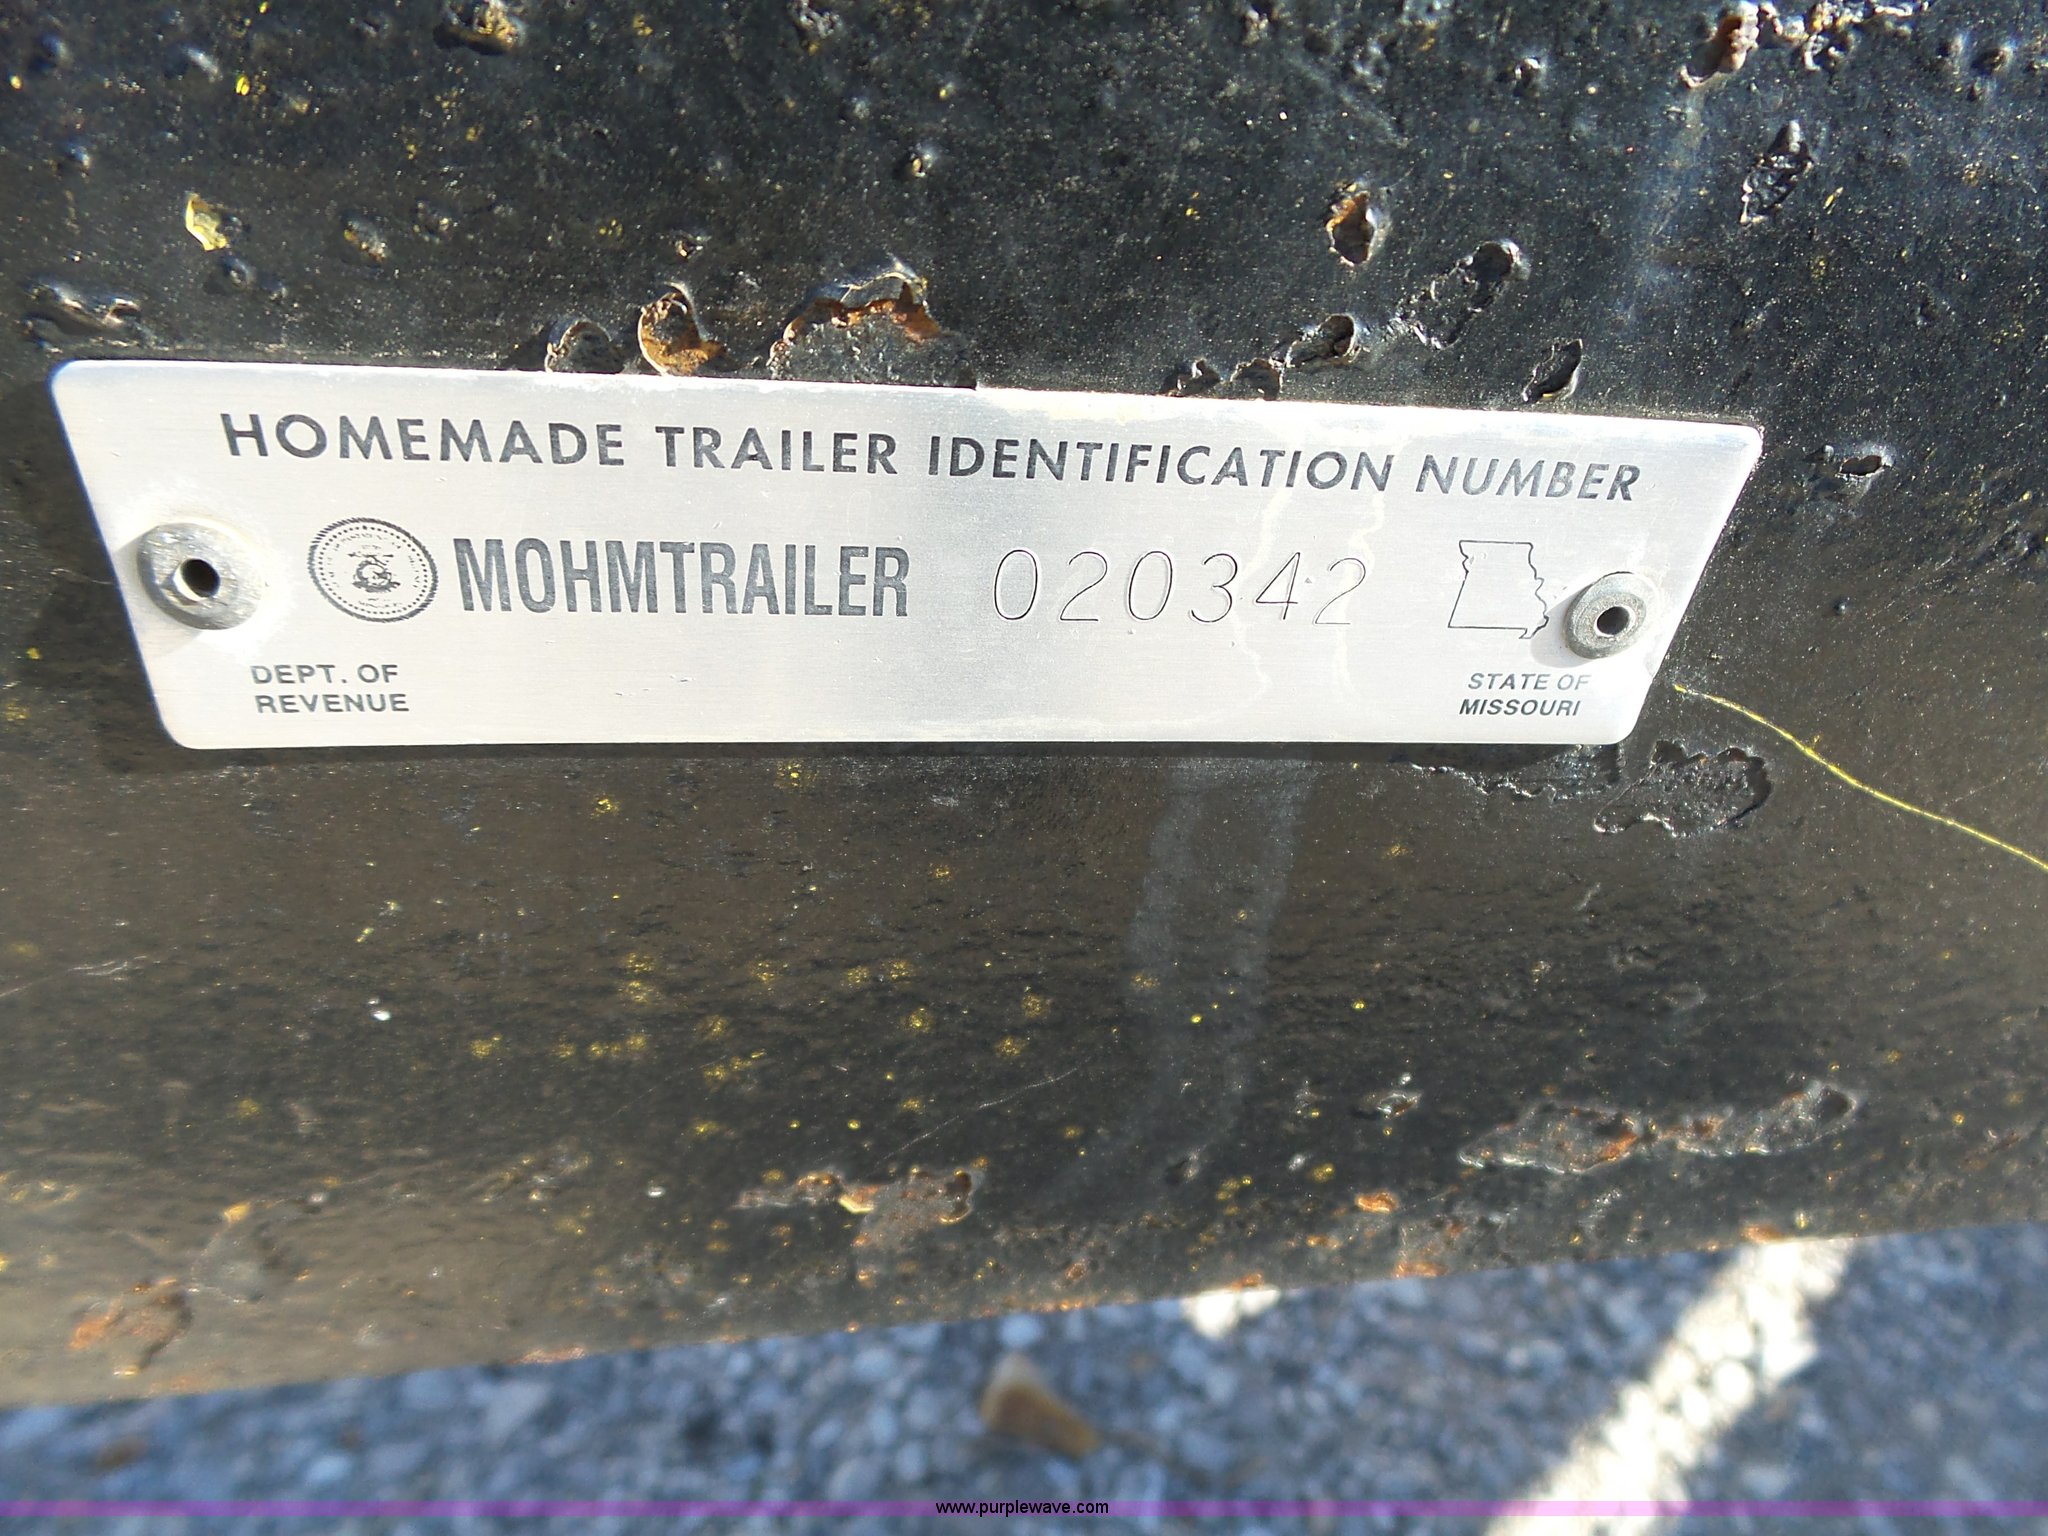 HOMEMADE TRAILER IDENTIFICATION NUMBER
MOHMTRAILER 020342
DEPT. OF
REVENUE
STATE OF
MISSOURI
www.purplewave.com